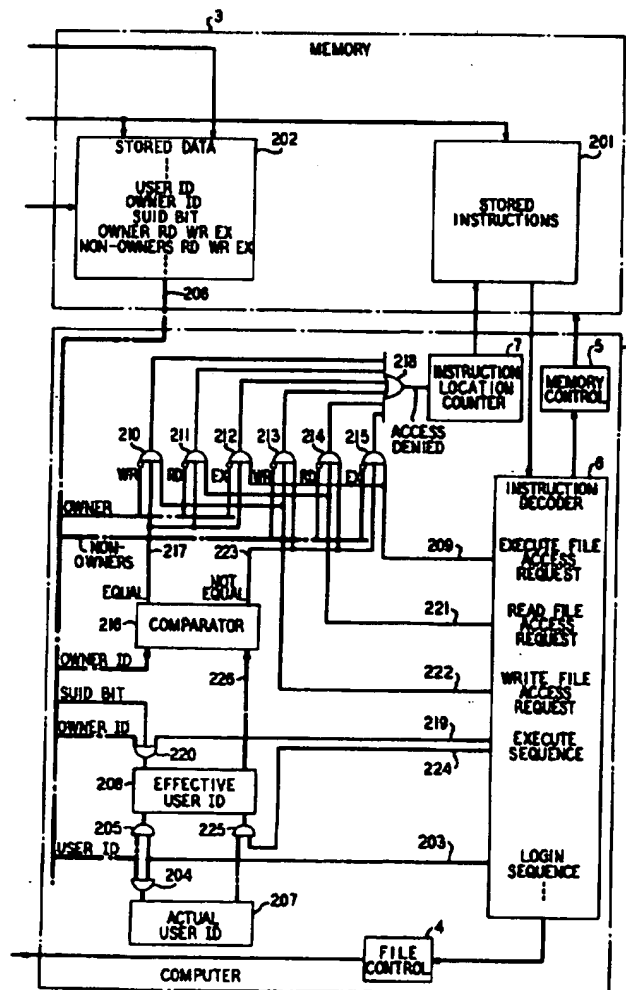 3
MEMORY
202
201
STORED DATA
USER ID
OWNER ID
SUID BIT
OWNER RD WR EX
NON-OWNERS RD WR EX
STORED
INSTRUCTIONS
206
218
7
5
INSTRUCTION
LOCATION
COUNTER
MEMORY
CONTROL
ACCESS
DENIED
210
211
212
213
214
215
6
WR
RD
EX
WR
RD
EX
INSTRUCTION
DECODER
OWNER
NON-
OWNERS
217
223
209
EXECUTE FILE
ACCESS
REQUEST
EQUAL
NOT
EQUAL
216
COMPARATOR
221
READ FILE
ACCESS
REQUEST
OWNER ID
226
222
WRITE FILE
ACCESS
REQUEST
SUID BIT
OWNER ID
219
EXECUTE
SEQUENCE
220
224
208
EFFECTIVE
USER ID
205
225
USER ID
203
LOGIN
SEQUENCE
204
207
ACTUAL
USER ID
4
FILE
CONTROL
COMPUTER